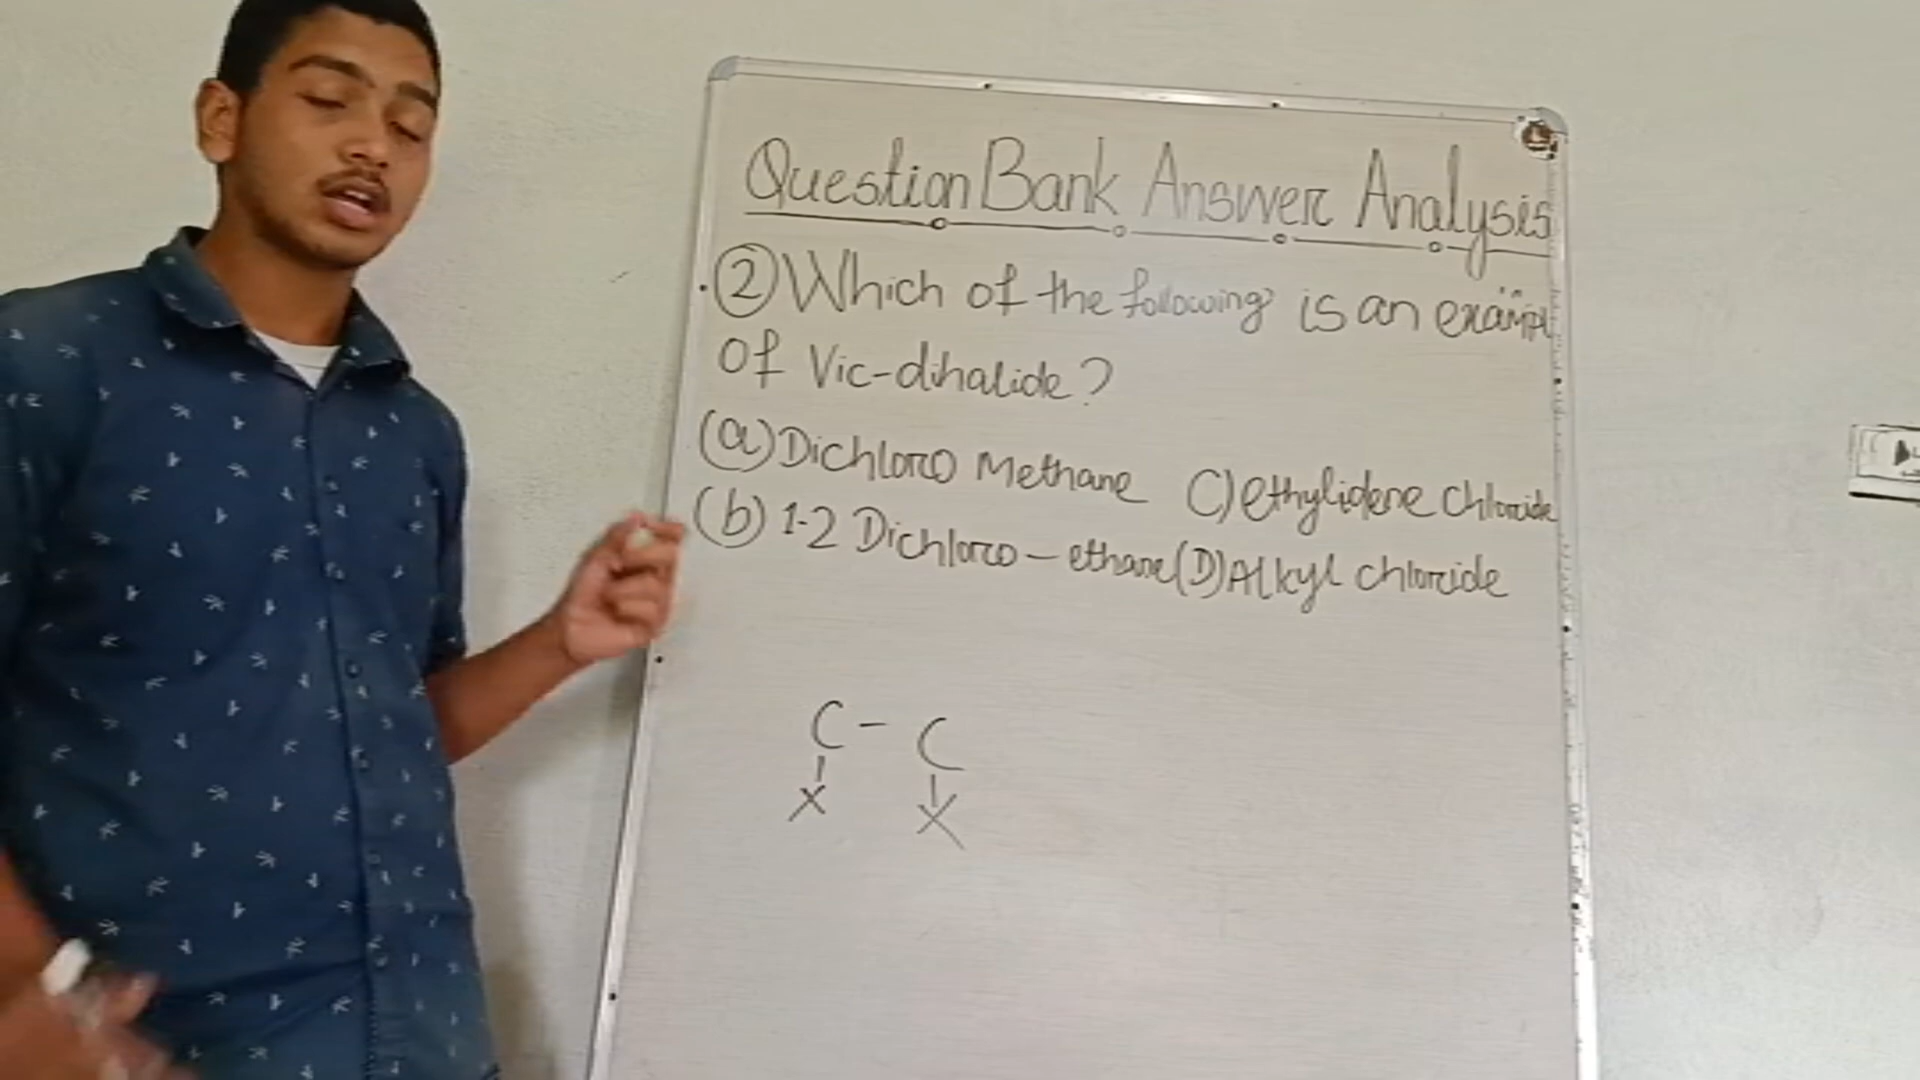 Question Bank Answer Analysis
② Which of the following is an exampl
Of Vic-dihalide?
(a) Dichloro Methane C) ethylidene chloride
(b) 1-2 Dichloro-ethane (D) Alkyl chloride
C - C
X X